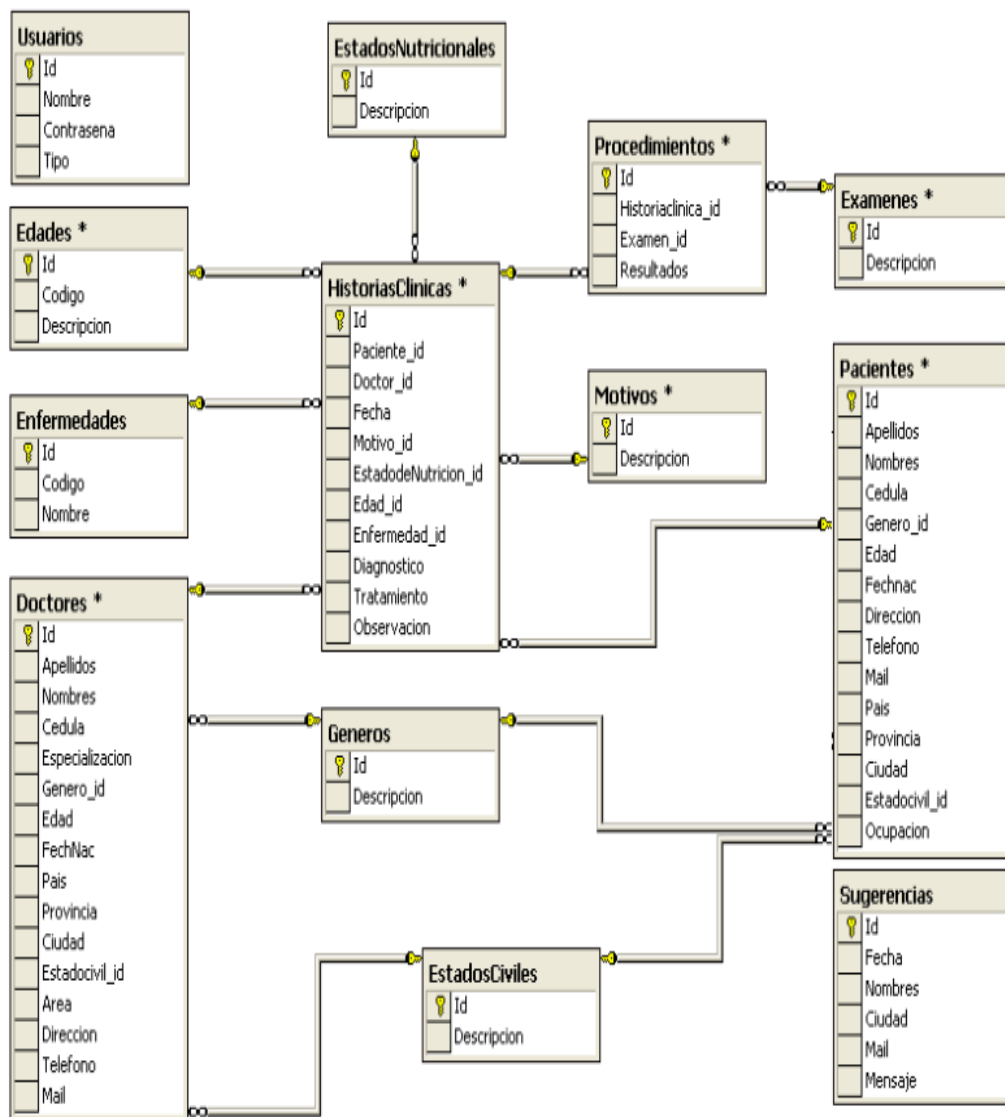 Usuarios
Id
Nombre
Contrasena
Tipo
EstadosNutricionales
Id
Descripcion
Procedimientos *
Id
Historiaclinica_id
Examen_id
Resultados
Examenes *
Id
Descripcion
Edades *
Id
Codigo
Descripcion
HistoriasClinicas *
Id
Paciente_id
Doctor_id
Fecha
Motivo_id
EstadodeNutricion_id
Edad_id
Enfermedad_id
Diagnostico
Tratamiento
Observacion
Enfermedades
Id
Codigo
Nombre
Motivos *
Id
Descripcion
Pacientes *
Id
Apellidos
Nombres
Cedula
Genero_id
Edad
Fechnac
Direccion
Telefono
Mail
Pais
Provincia
Ciudad
Estadocivil_id
Ocupacion
Doctores *
Id
Apellidos
Nombres
Cedula
Especializacion
Genero_id
Edad
FechNac
Pais
Provincia
Ciudad
Estadocivil_id
Area
Direccion
Telefono
Mail
Generos
Id
Descripcion
EstadosCiviles
Id
Descripcion
Sugerencias
Id
Fecha
Nombres
Ciudad
Mail
Mensaje